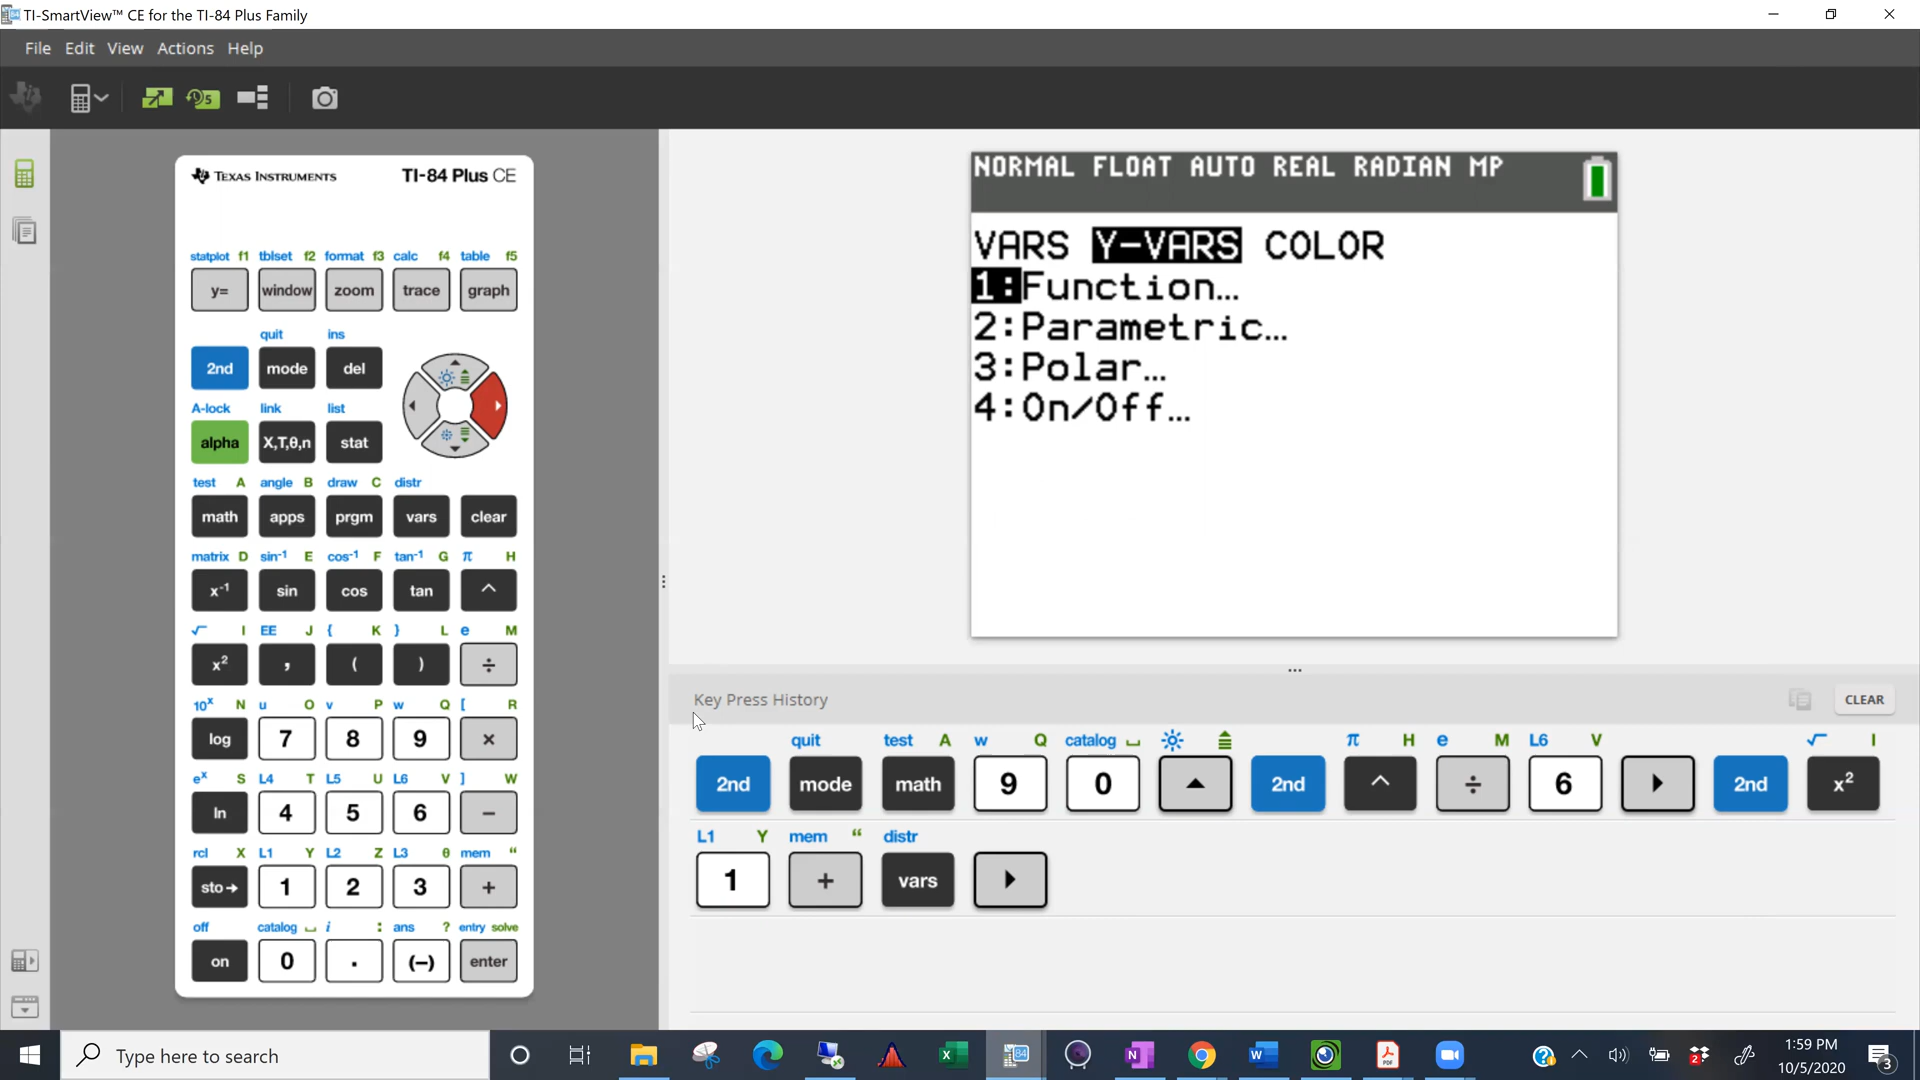 TI-SmartView™ CE for the TI-84 Plus Family
File Edit View Actions Help
TEXAS INSTRUMENTS TI-84 Plus CE
statplot f1 tblset f2 format f3 calc f4 table f5
y= window zoom trace graph
quit ins
2nd mode del
A-lock link list
alpha X,T,θ,n stat
test A angle B draw C distr
math apps prgm vars clear
matrix D sin⁻¹ E cos⁻¹ F tan⁻¹ G π H
x⁻¹ sin cos tan ^
√ I EE J { K } L e M
x² , ( ) ÷
10ˣ N u O v P w Q [ R
log 7 8 9 ×
eˣ S L4 T L5 U L6 V ] W
ln 4 5 6 −
rcl X L1 Y L2 Z L3 θ mem “
sto→ 1 2 3 +
off catalog ⎵ i : ans ? entry solve
on 0 . (−) enter
NORMAL FLOAT AUTO REAL RADIAN MP
VARS Y-VARS COLOR
1:Function…
2:Parametric…
3:Polar…
4:On/Off…
Key Press History CLEAR
quit test A w Q catalog ⎵ π H e M L6 V √ I
2nd mode math 9 0 2nd ^ ÷ 6 2nd x²
L1 Y mem “ distr
1 + vars
Type here to search
1:59 PM
10/5/2020
3